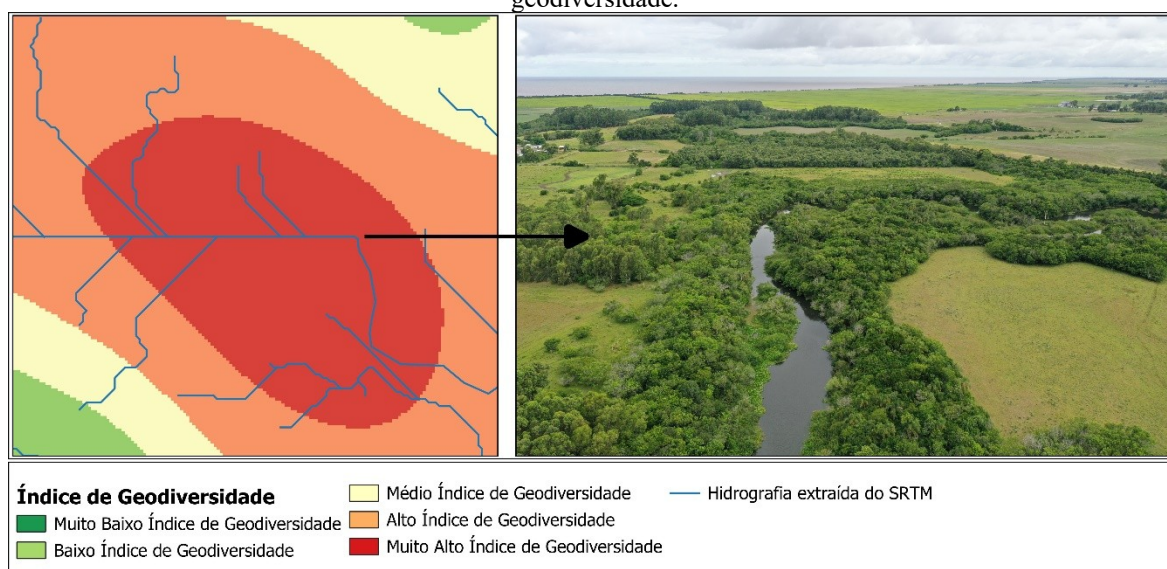 geodiversidade.
Índice de Geodiversidade
Muito Baixo Índice de Geodiversidade
Baixo Índice de Geodiversidade
Médio Índice de Geodiversidade
Alto Índice de Geodiversidade
Muito Alto Índice de Geodiversidade
Hidrografia extraída do SRTM